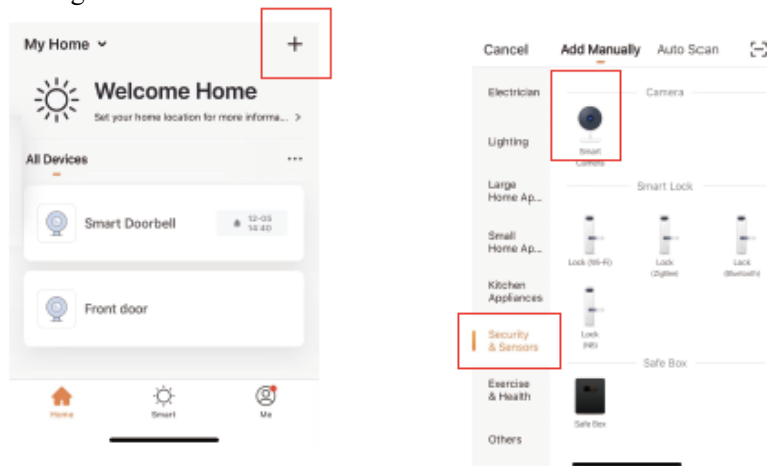 My Home
+
Welcome Home
Set your home location for more informa... >
All Devices
...
Smart Doorbell
12-05
14:40
Front door
Home
Smart
Me
Cancel
Add Manually
Auto Scan
Electrician
Lighting
Large
Home Ap...
Small
Home Ap...
Kitchen
Appliances
Security
& Sensors
Exercise
& Health
Others
Camera
Smart
Camera
Smart Lock
Lock (Wi-Fi)
Lock
(Zigbee)
Lock
(Bluetooth)
Lock
(NB)
Safe Box
Safe Box